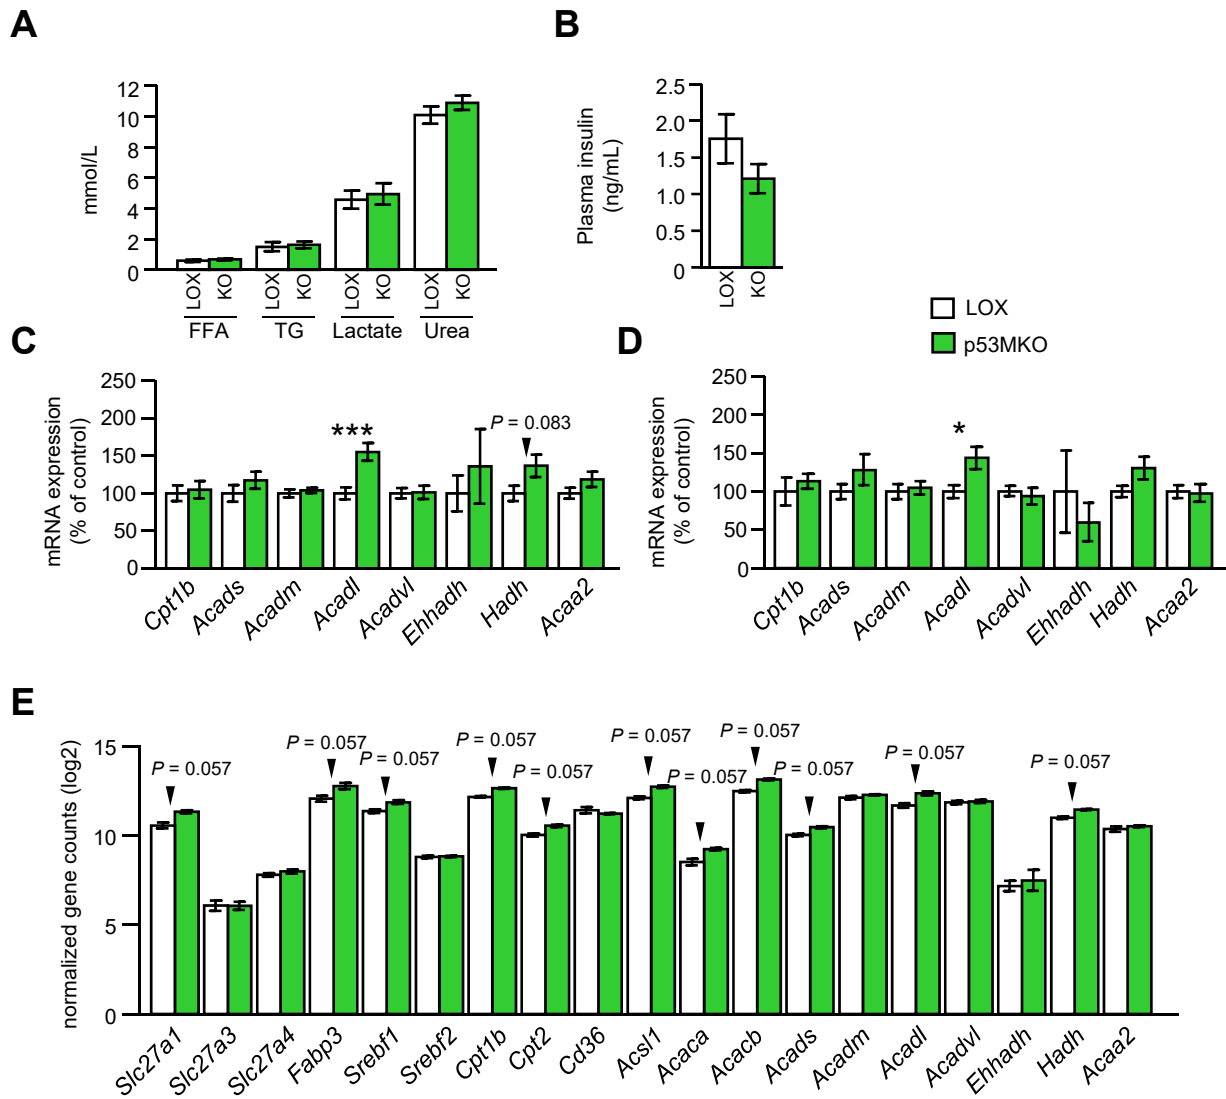 A
12
10
8
6
4
2
0
mmol/L
LOX
KO
LOX
KO
LOX
KO
LOX
KO
FFA
TG
Lactate
Urea
B
2.5
2.0
1.5
1.0
0.5
0
Plasma insulin
(ng/mL)
LOX
KO
LOX
p53MKO
C
250
200
150
100
50
0
mRNA expression
(% of control)
***
P = 0.083
Cpt1b
Acads
Acadm
Acadl
Acadvl
Ehhadh
Hadh
Acaa2
D
250
200
150
100
50
0
mRNA expression
(% of control)
*
Cpt1b
Acads
Acadm
Acadl
Acadvl
Ehhadh
Hadh
Acaa2
E
15
10
5
0
normalized gene counts (log2)
P = 0.057
P = 0.057
P = 0.057
P = 0.057
P = 0.057
P = 0.057
P = 0.057
P = 0.057
P = 0.057
P = 0.057
P = 0.057
Slc27a1
Slc27a3
Slc27a4
Fabp3
Srebf1
Srebf2
Cpt1b
Cpt2
Cd36
Acsl1
Acaca
Acacb
Acads
Acadm
Acadl
Acadvl
Ehhadh
Hadh
Acaa2